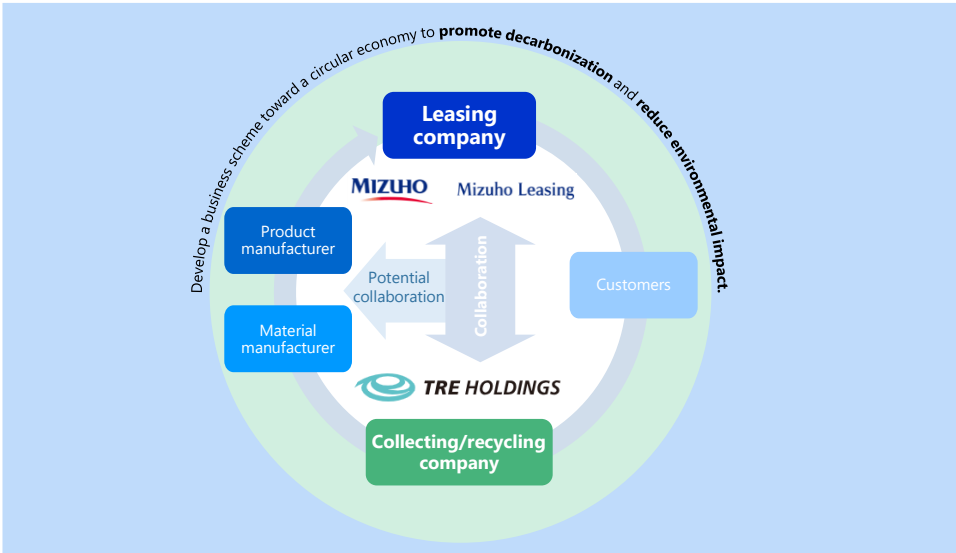 Develop a business scheme toward a circular economy to promote decarbonization and reduce environmental impact.
Leasing
company
MIZUHO
Mizuho Leasing
Product
manufacturer
Potential
collaboration
Collaboration
Customers
Material
manufacturer
TRE HOLDINGS
Collecting/recycling
company